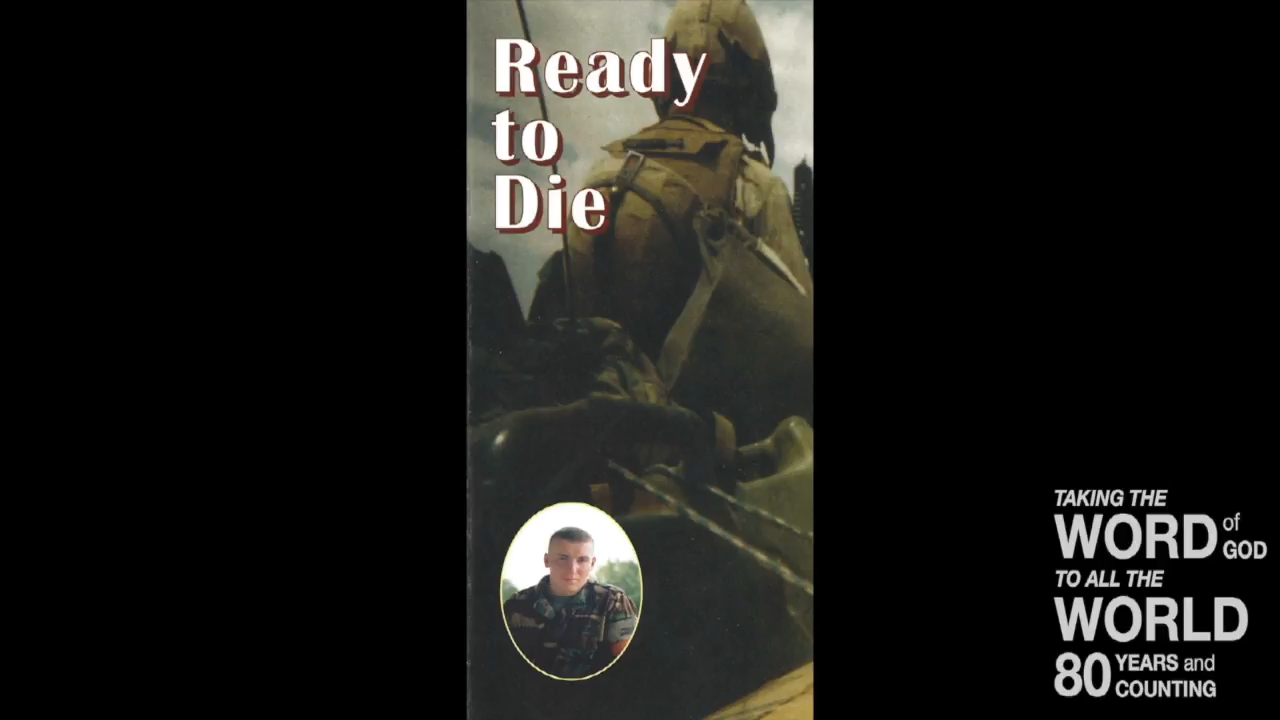 Ready
to
Die
TAKING THE
WORD of GOD
TO ALL THE
WORLD
80 YEARS and COUNTING